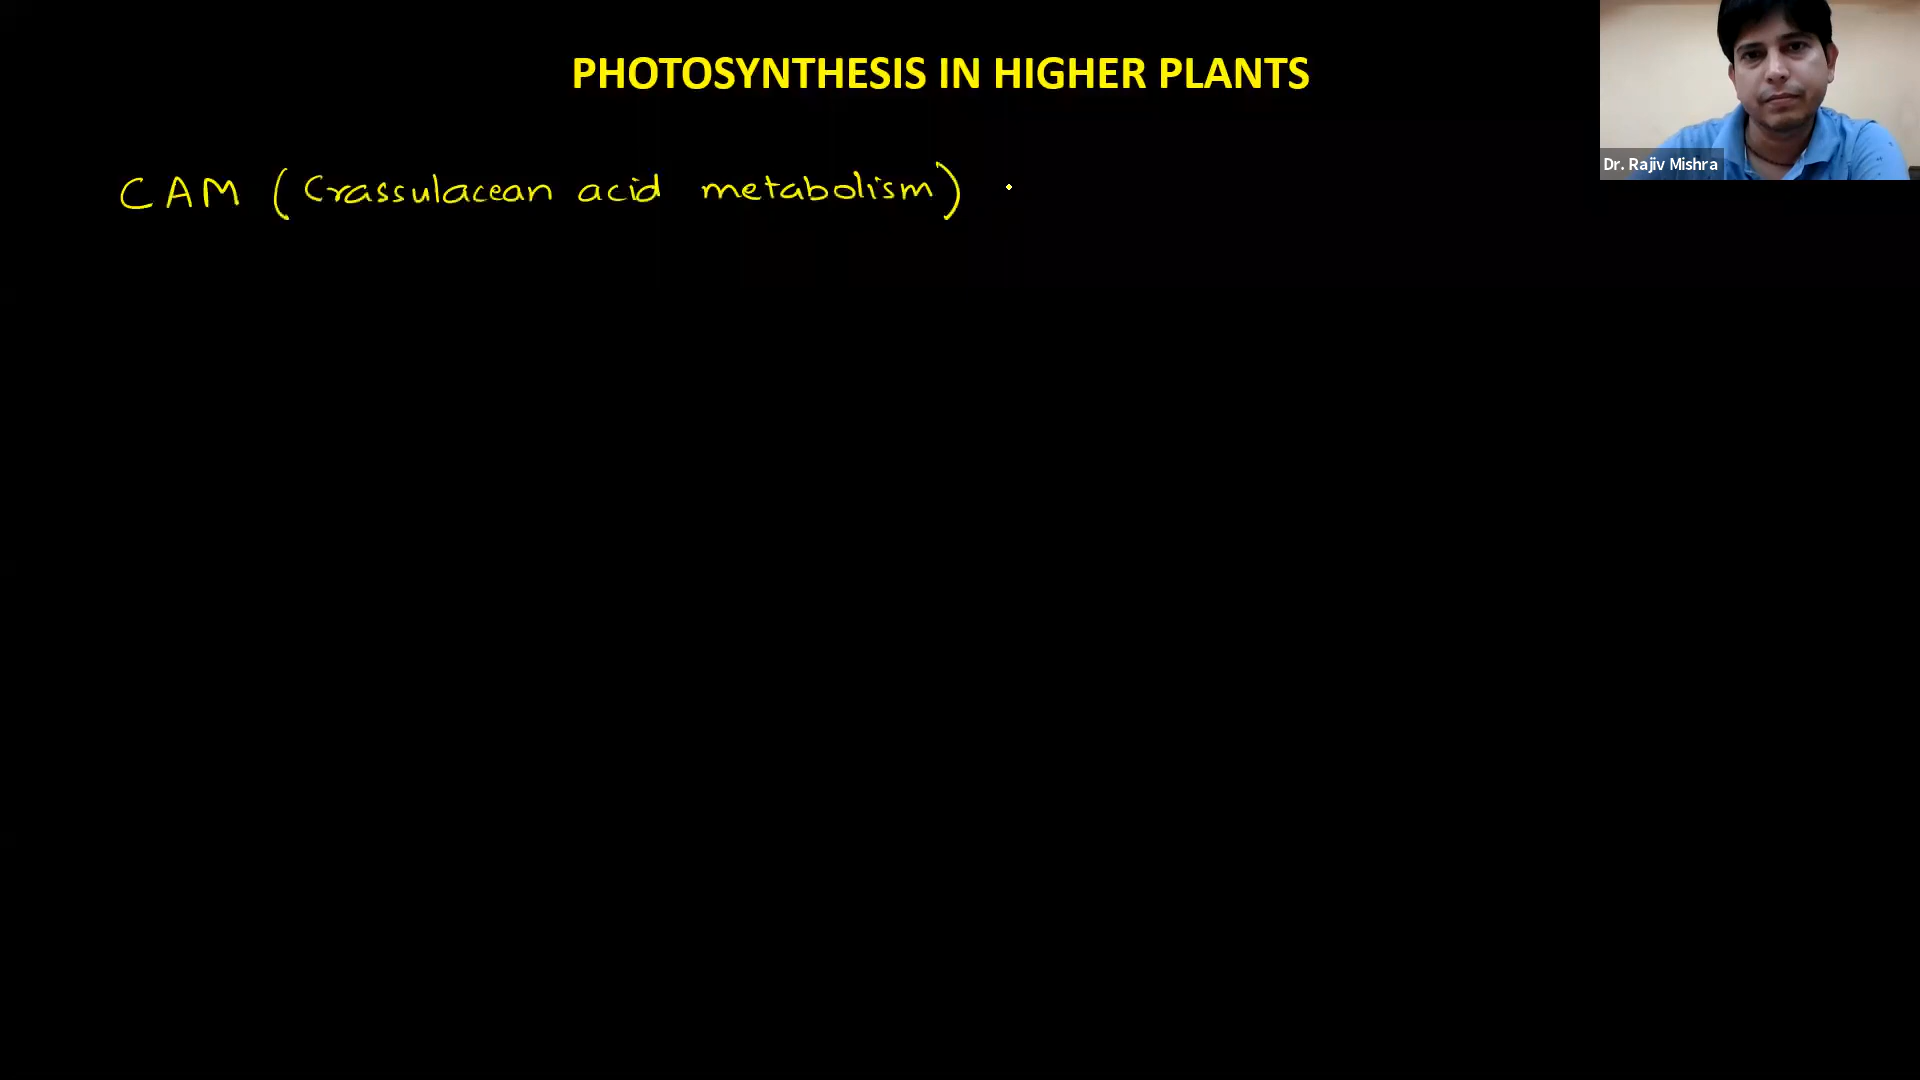 PHOTOSYNTHESIS IN HIGHER PLANTS
Dr. Rajiv Mishra
CAM (Crassulacean acid metabolism)